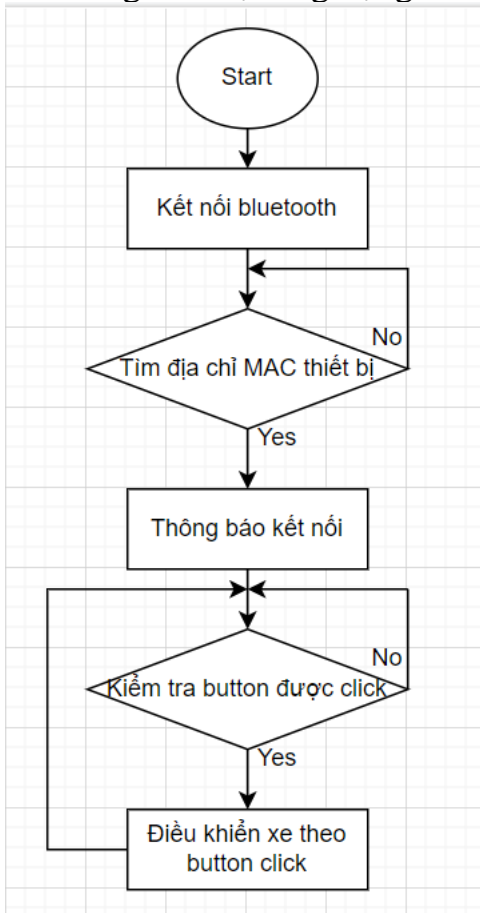 Start
Kết nối bluetooth
No
Tìm địa chỉ MAC thiết bị
Yes
Thông báo kết nối
No
Kiểm tra button được click
Yes
Điều khiển xe theo
button click